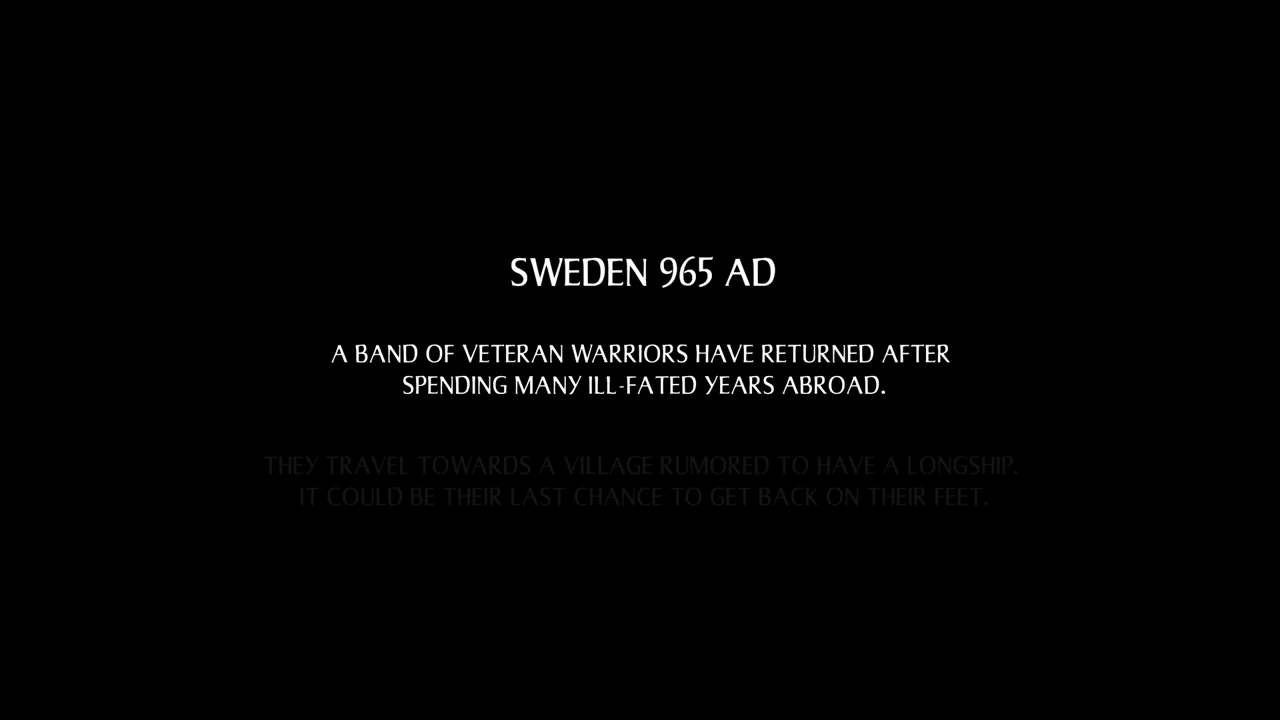 SWEDEN 965 AD
A BAND OF VETERAN WARRIORS HAVE RETURNED AFTER
SPENDING MANY ILL-FATED YEARS ABROAD.
THEY TRAVEL TOWARDS A VILLAGE RUMORED TO HAVE A LONGSHIP.
IT COULD BE THEIR LAST CHANCE TO GET BACK ON THEIR FEET.